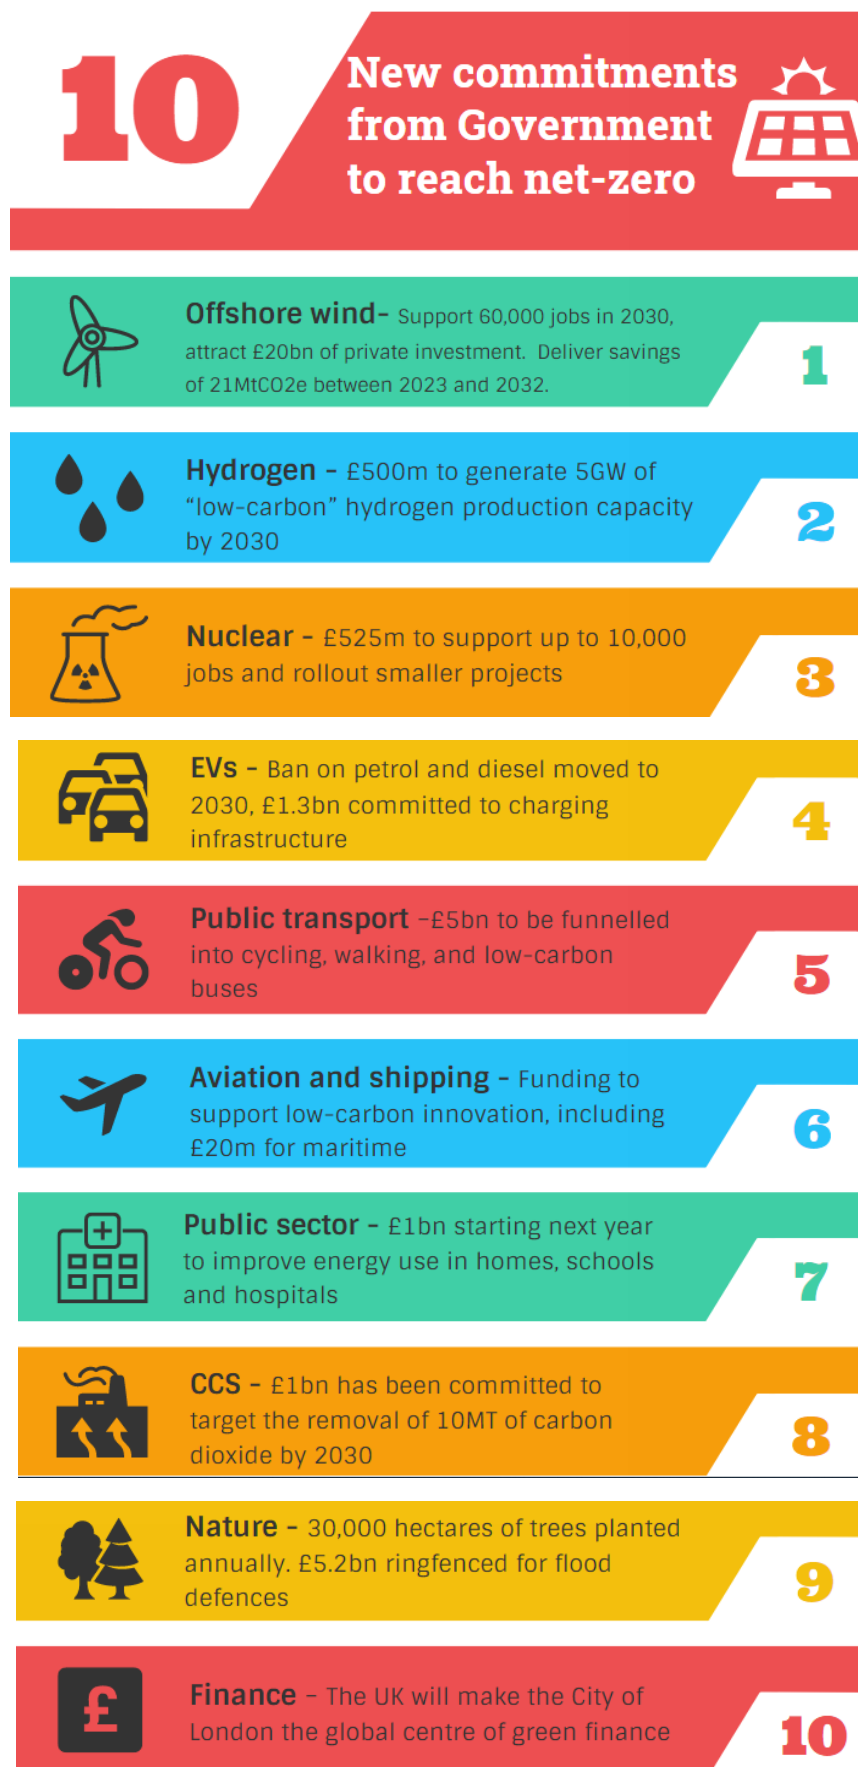 10
New commitments
from Government
to reach net-zero
Offshore wind- Support 60,000 jobs in 2030,
attract £20bn of private investment. Deliver savings
of 21MtCO2e between 2023 and 2032.
1
Hydrogen - £500m to generate 5GW of
"low-carbon" hydrogen production capacity
by 2030
2
Nuclear - £525m to support up to 10,000
jobs and rollout smaller projects
3
EVs - Ban on petrol and diesel moved to
2030, £1.3bn committed to charging
infrastructure
4
Public transport -£5bn to be funnelled
into cycling, walking, and low-carbon
buses
5
Aviation and shipping - Funding to
support low-carbon innovation, including
£20m for maritime
6
Public sector - £1bn starting next year
to improve energy use in homes, schools
and hospitals
7
CCS - £1bn has been committed to
target the removal of 10MT of carbon
dioxide by 2030
8
Nature - 30,000 hectares of trees planted
annually. £5.2bn ringfenced for flood
defences
9
£
Finance - The UK will make the City of
London the global centre of green finance
10